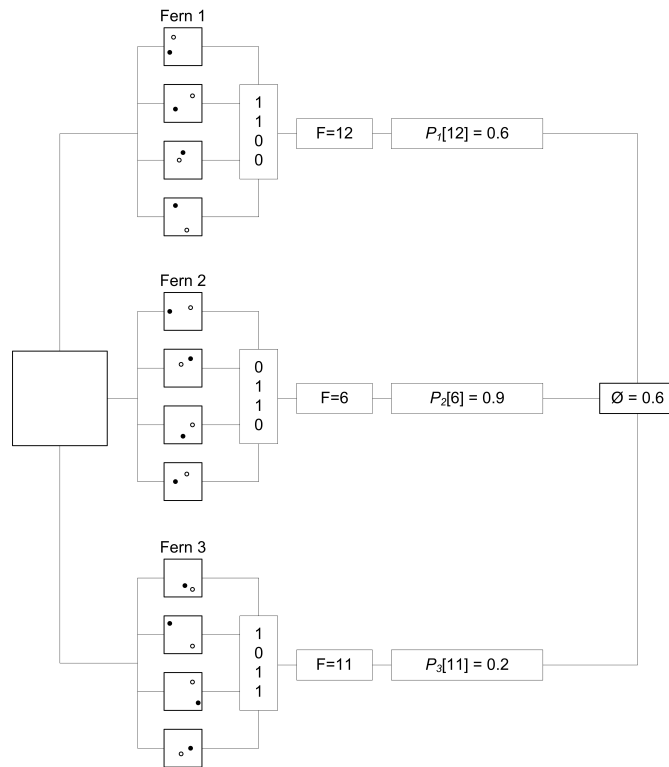 Fern 1
1
1
0
0
F=12
P₁[12] = 0.6
Fern 2
0
1
1
0
F=6
P₂[6] = 0.9
Ø = 0.6
Fern 3
1
0
1
1
F=11
P₃[11] = 0.2